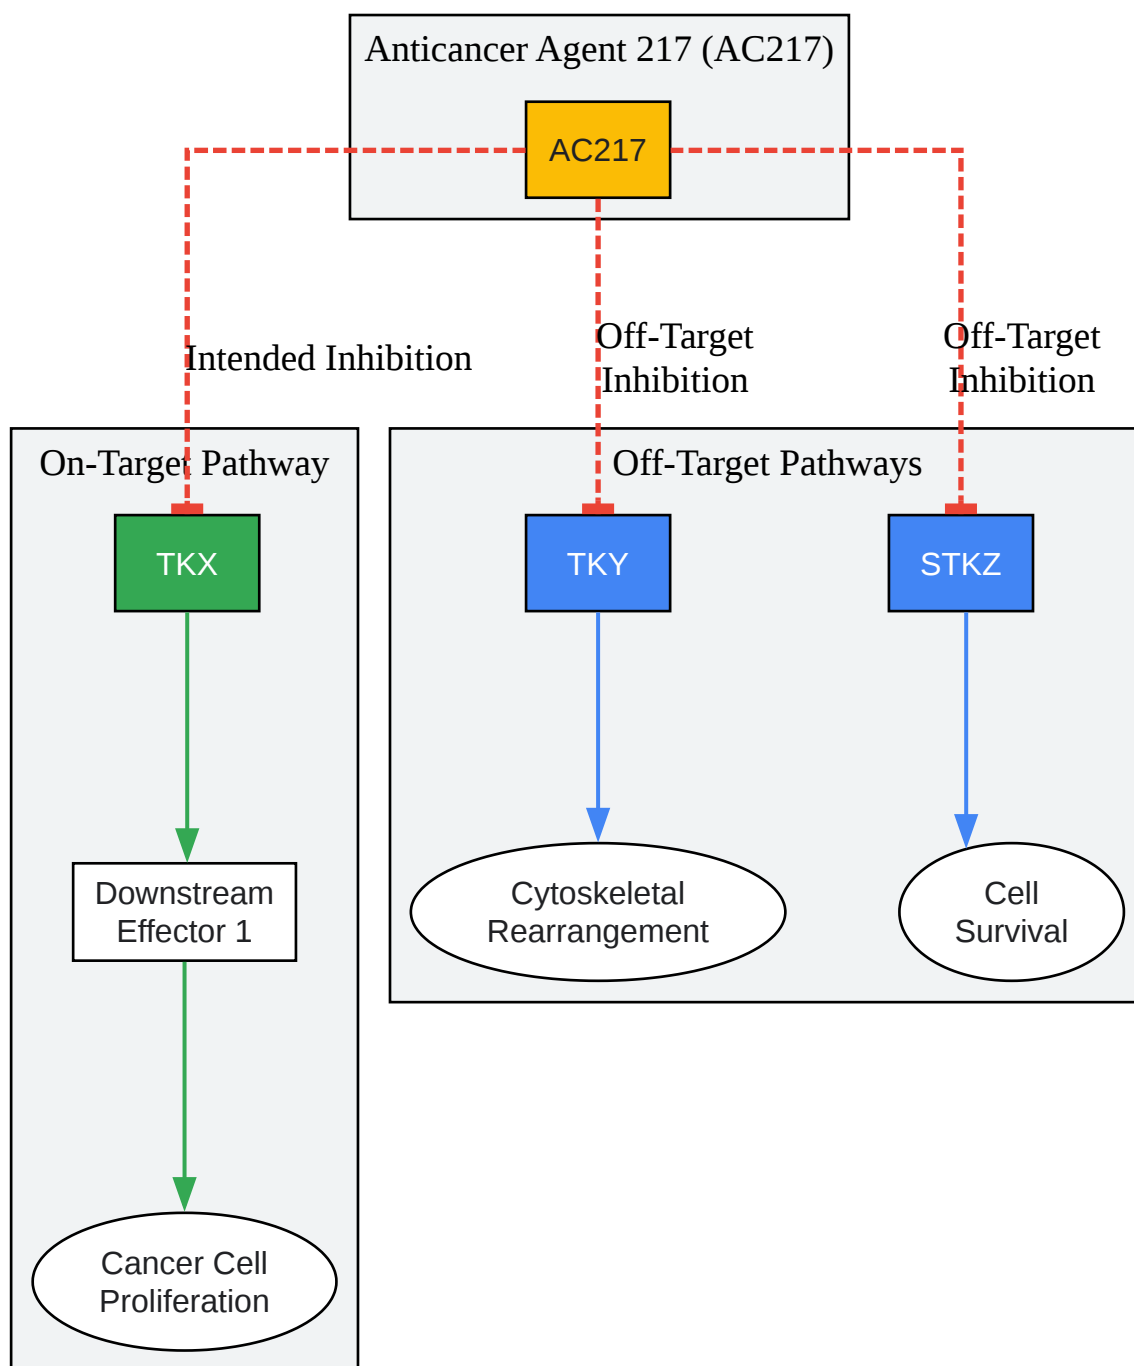 Anticancer Agent 217 (AC217)
AC217
Intended Inhibition
Off-Target
Inhibition
Off-Target
Inhibition
On-Target Pathway
Off-Target Pathways
TKX
TKY
STKZ
Downstream
Effector 1
Cytoskeletal
Rearrangement
Cell
Survival
Cancer Cell
Proliferation